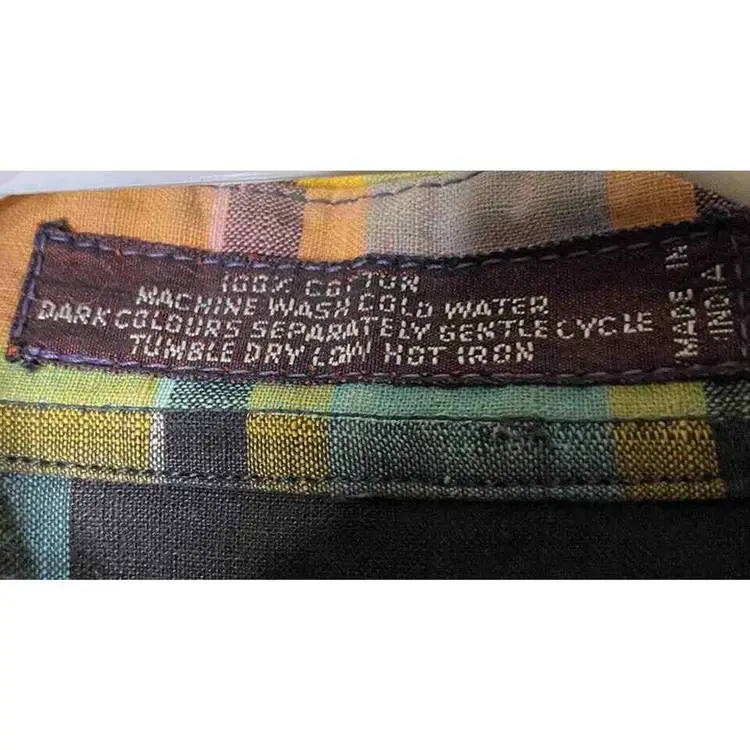 100% COTTON
MACHINE WASH COLD WATER
DARK COLOURS SEPARATELY GENTLE CYCLE
TUMBLE DRY LOW HOT IRON
MADE IN
INDIA